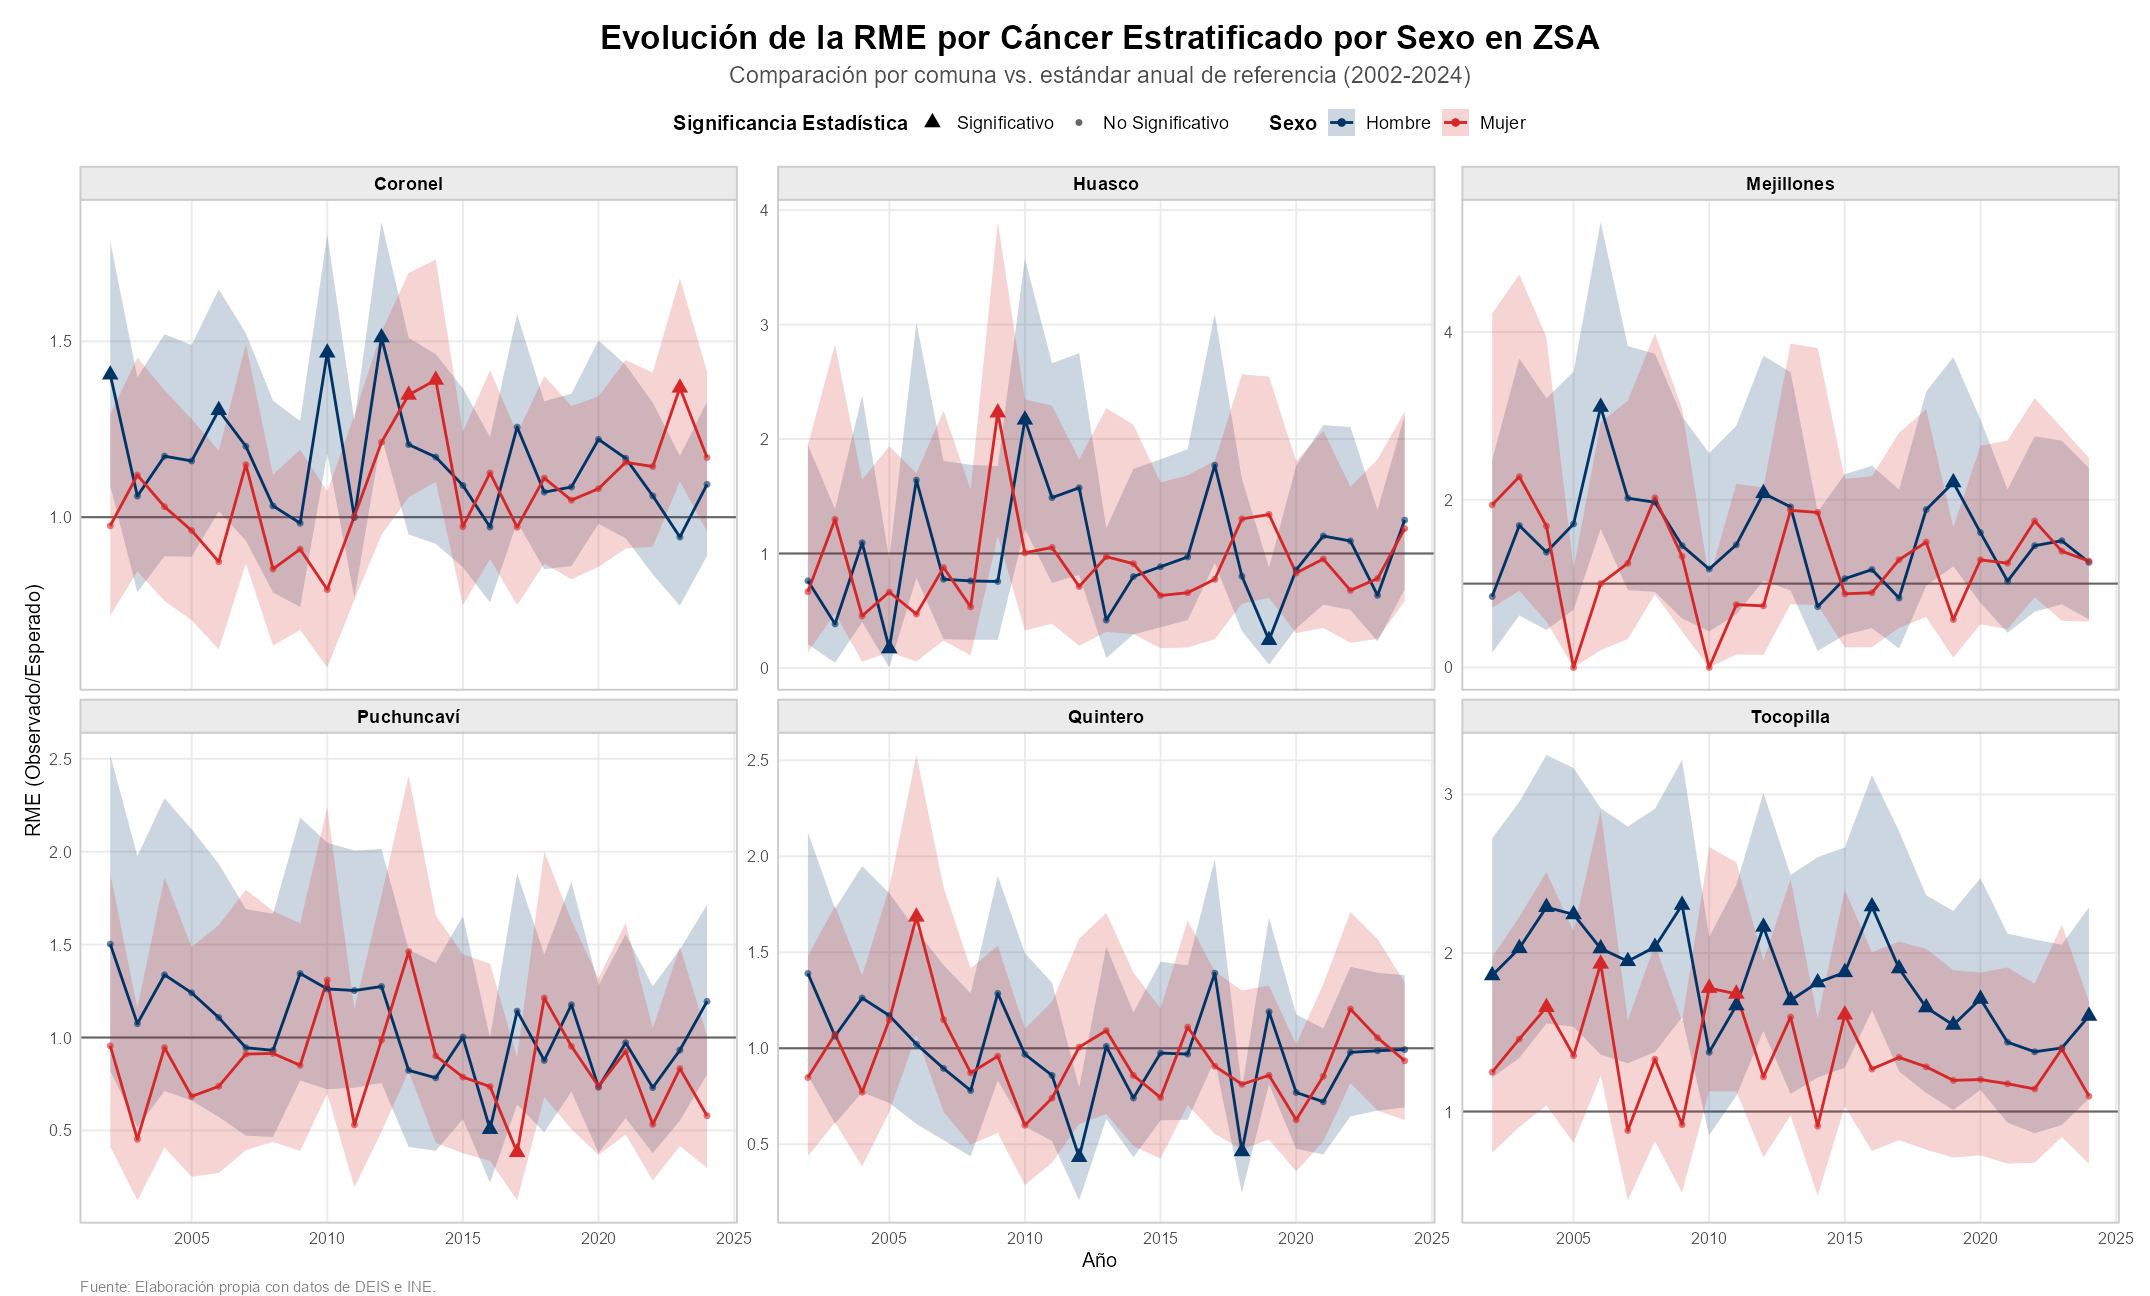 Evolución de la RME por Cáncer Estratificado por Sexo en ZSA
Comparación por comuna vs. estándar anual de referencia (2002-2024)
Significancia Estadística Significativo No Significativo Sexo Hombre Mujer
Coronel
1.5
1.0
Huasco
4
3
2
1
0
Mejillones
4
2
0
RME (Observado/Esperado)
Puchuncaví
2.5
2.0
1.5
1.0
0.5
2005 2010 2015 2020 2025
Quintero
2.5
2.0
1.5
1.0
0.5
2005 2010 2015 2020 2025
Tocopilla
3
2
1
2005 2010 2015 2020 2025
Año
Fuente: Elaboración propia con datos de DEIS e INE.